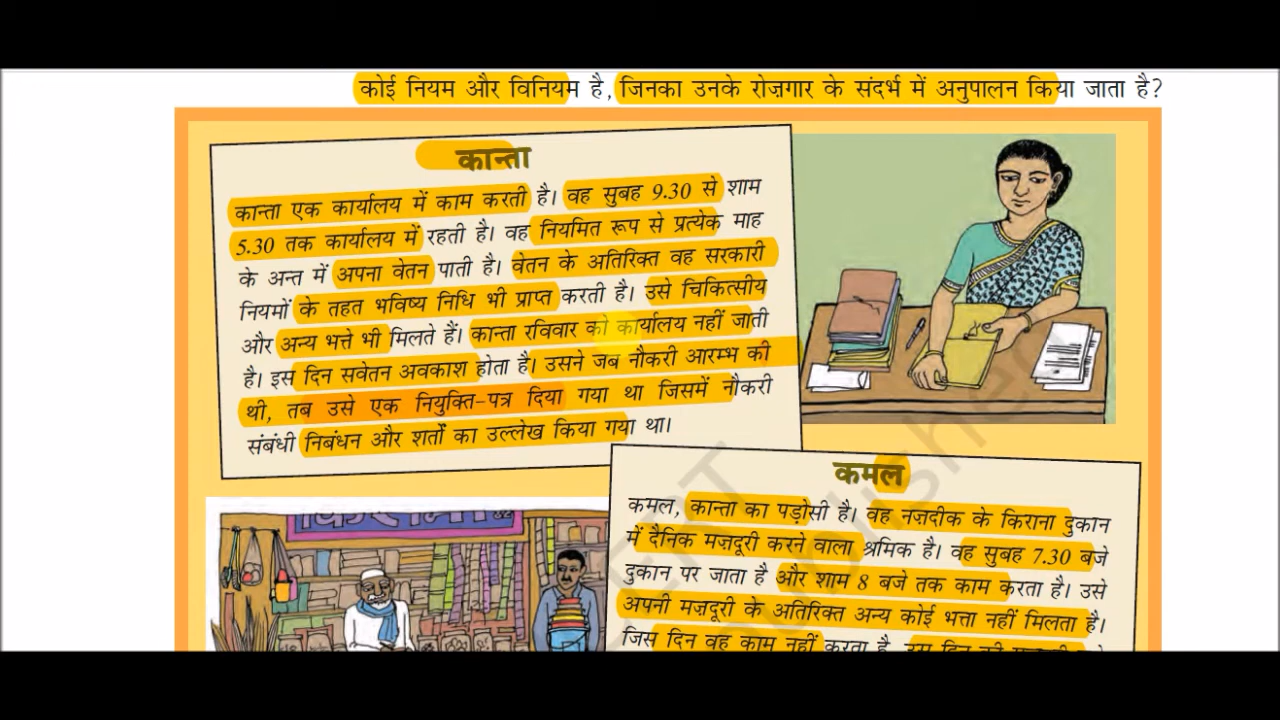 कोई नियम और विनियम है, जिनका उनके रोज़गार के संदर्भ में अनुपालन किया जाता है?
कान्ता
कान्ता एक कार्यालय में काम करती है। वह सुबह 9.30 से शाम
5.30 तक कार्यालय में रहती है। वह नियमित रूप से प्रत्येक माह
के अन्त में अपना वेतन पाती है। वेतन के अतिरिक्त वह सरकारी
नियमों के तहत भविष्य निधि भी प्राप्त करती है। उसे चिकित्सीय
और अन्य भत्ते भी मिलते हैं। कान्ता रविवार को कार्यालय नहीं जाती
है। इस दिन सवेतन अवकाश होता है। उसने जब नौकरी आरम्भ की
थी, तब उसे एक नियुक्ति-पत्र दिया गया था जिसमें नौकरी
संबंधी निबंधन और शर्तों का उल्लेख किया गया था।
कमल
कमल, कान्ता का पड़ोसी है। वह नज़दीक के किराना दुकान
में दैनिक मज़दूरी करने वाला श्रमिक है। वह सुबह 7.30 बजे
दुकान पर जाता है और शाम 8 बजे तक काम करता है। उसे
अपनी मज़दूरी के अतिरिक्त अन्य कोई भत्ता नहीं मिलता है।
जिस दिन वह काम नहीं करता है